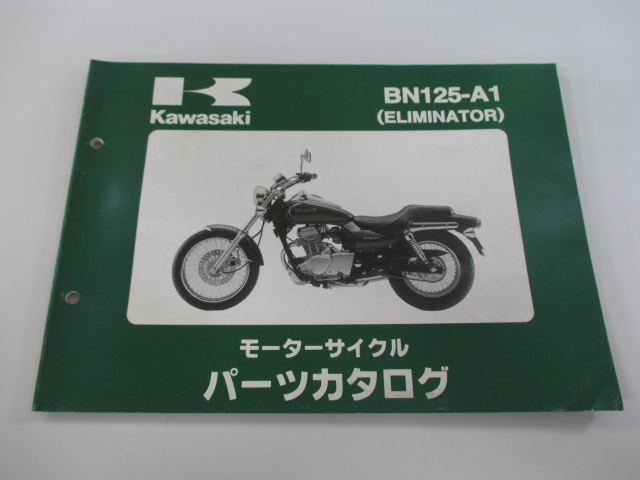 Kawasaki
BN125-A1
(ELIMINATOR)
モーターサイクル
パーツカタログ